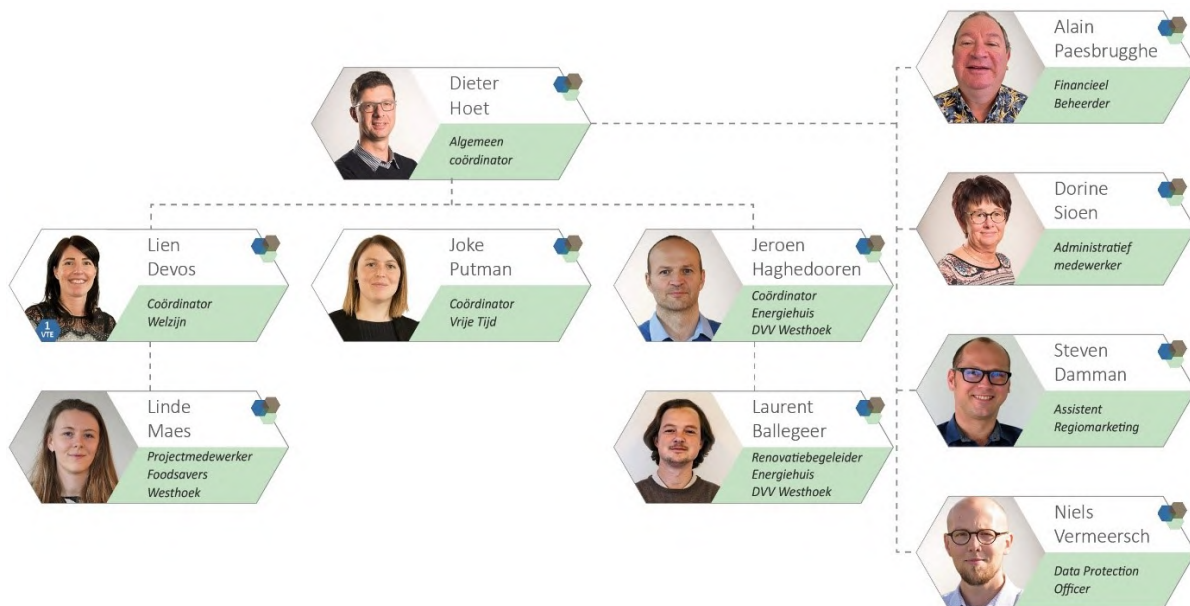 Alain
Paesbrugghe
Financieel
Beheerder
Dieter
Hoet
Algemeen
coördinator
Dorine
Sioen
Administratief
medewerker
Lien
Devos
Coördinator
Welzijn
1
VTE
Joke
Putman
Coördinator
Vrije Tijd
Jeroen
Haghedooren
Coördinator
Energiehuis
DVV Westhoek
Steven
Damman
Assistent
Regiomarketing
Linde
Maes
Projectmedewerker
Foodsavers
Westhoek
Laurent
Ballegeer
Renovatiebegeleider
Energiehuis
DVV Westhoek
Niels
Vermeersch
Data Protection
Officer